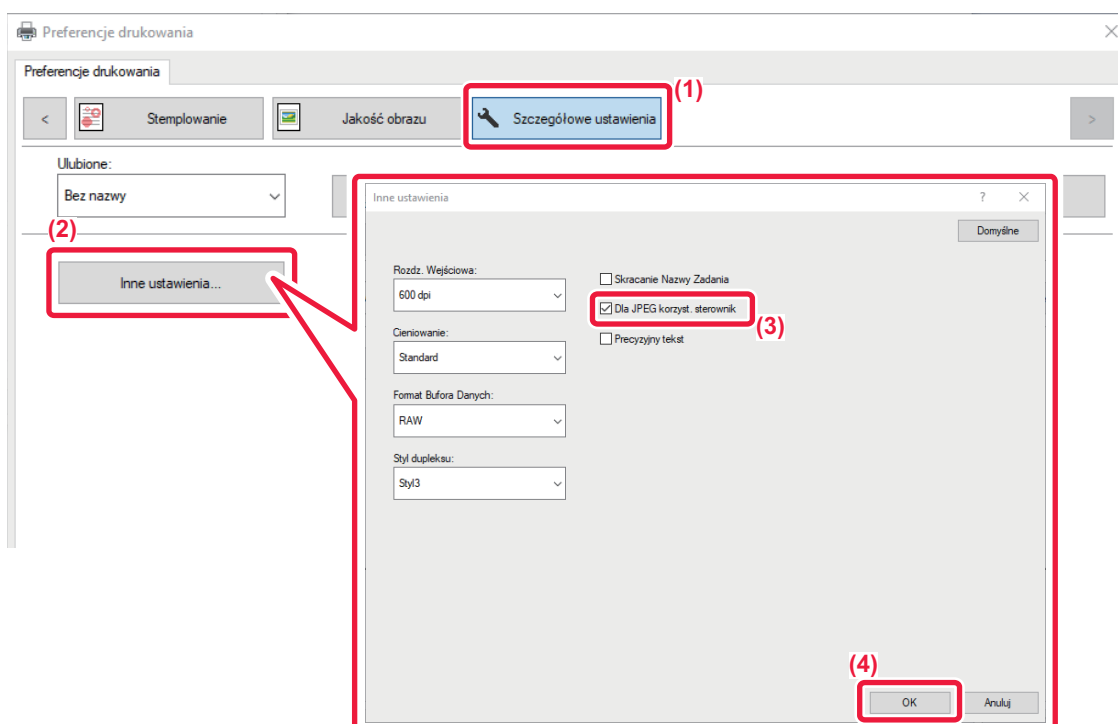 Preferencje drukowania
Preferencje drukowania
(1)
<
Stemplowanie
Jakość obrazu
Szczegółowe ustawienia
>
Ulubione:
Bez nazwy
(2)
Inne ustawienia...
Inne ustawienia
?
Domyślne
Rozdz. Wejściowa:
600 dpi
Cieniowanie:
Standard
Format Bufora Danych:
RAW
Styl dupleksu:
Styl3
Skracanie Nazwy Zadania
Dla JPEG korzyst. sterownik
(3)
Precyzyjny tekst
(4)
OK
Anuluj